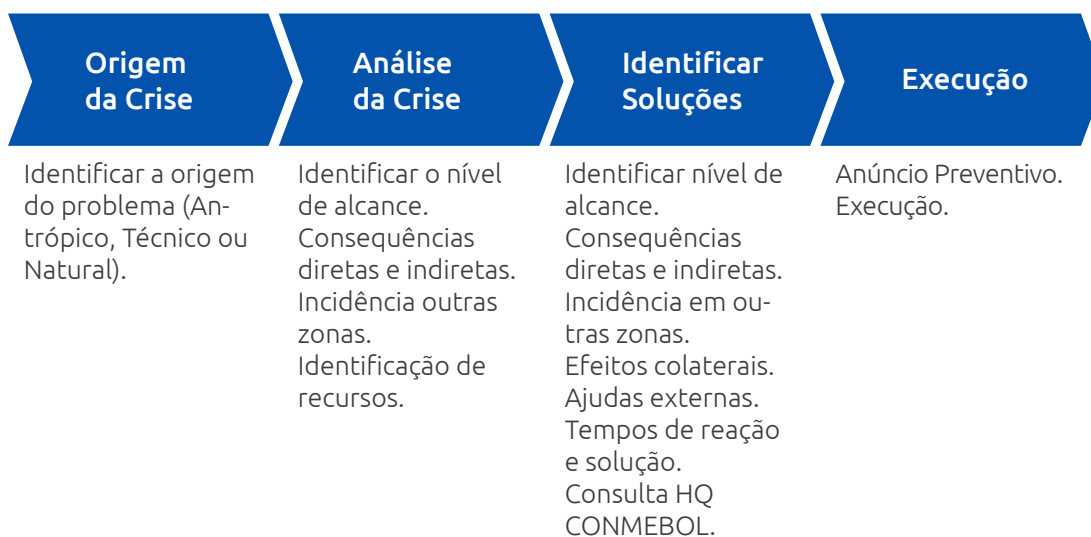 Origem
da Crise
Identificar a origem
do problema (An-
trópico, Técnico ou
Natural).
Análise
da Crise
Identificar o nível
de alcance.
Consequências
diretas e indiretas.
Incidência outras
zonas.
Identificação de
recursos.
Identificar
Soluções
Identificar nível de
alcance.
Consequências
diretas e indiretas.
Incidência em ou-
tras zonas.
Efeitos colaterais.
Ajudas externas.
Tempos de reação
e solução.
Consulta HQ
CONMEBOL.
Execução
Anúncio Preventivo.
Execução.